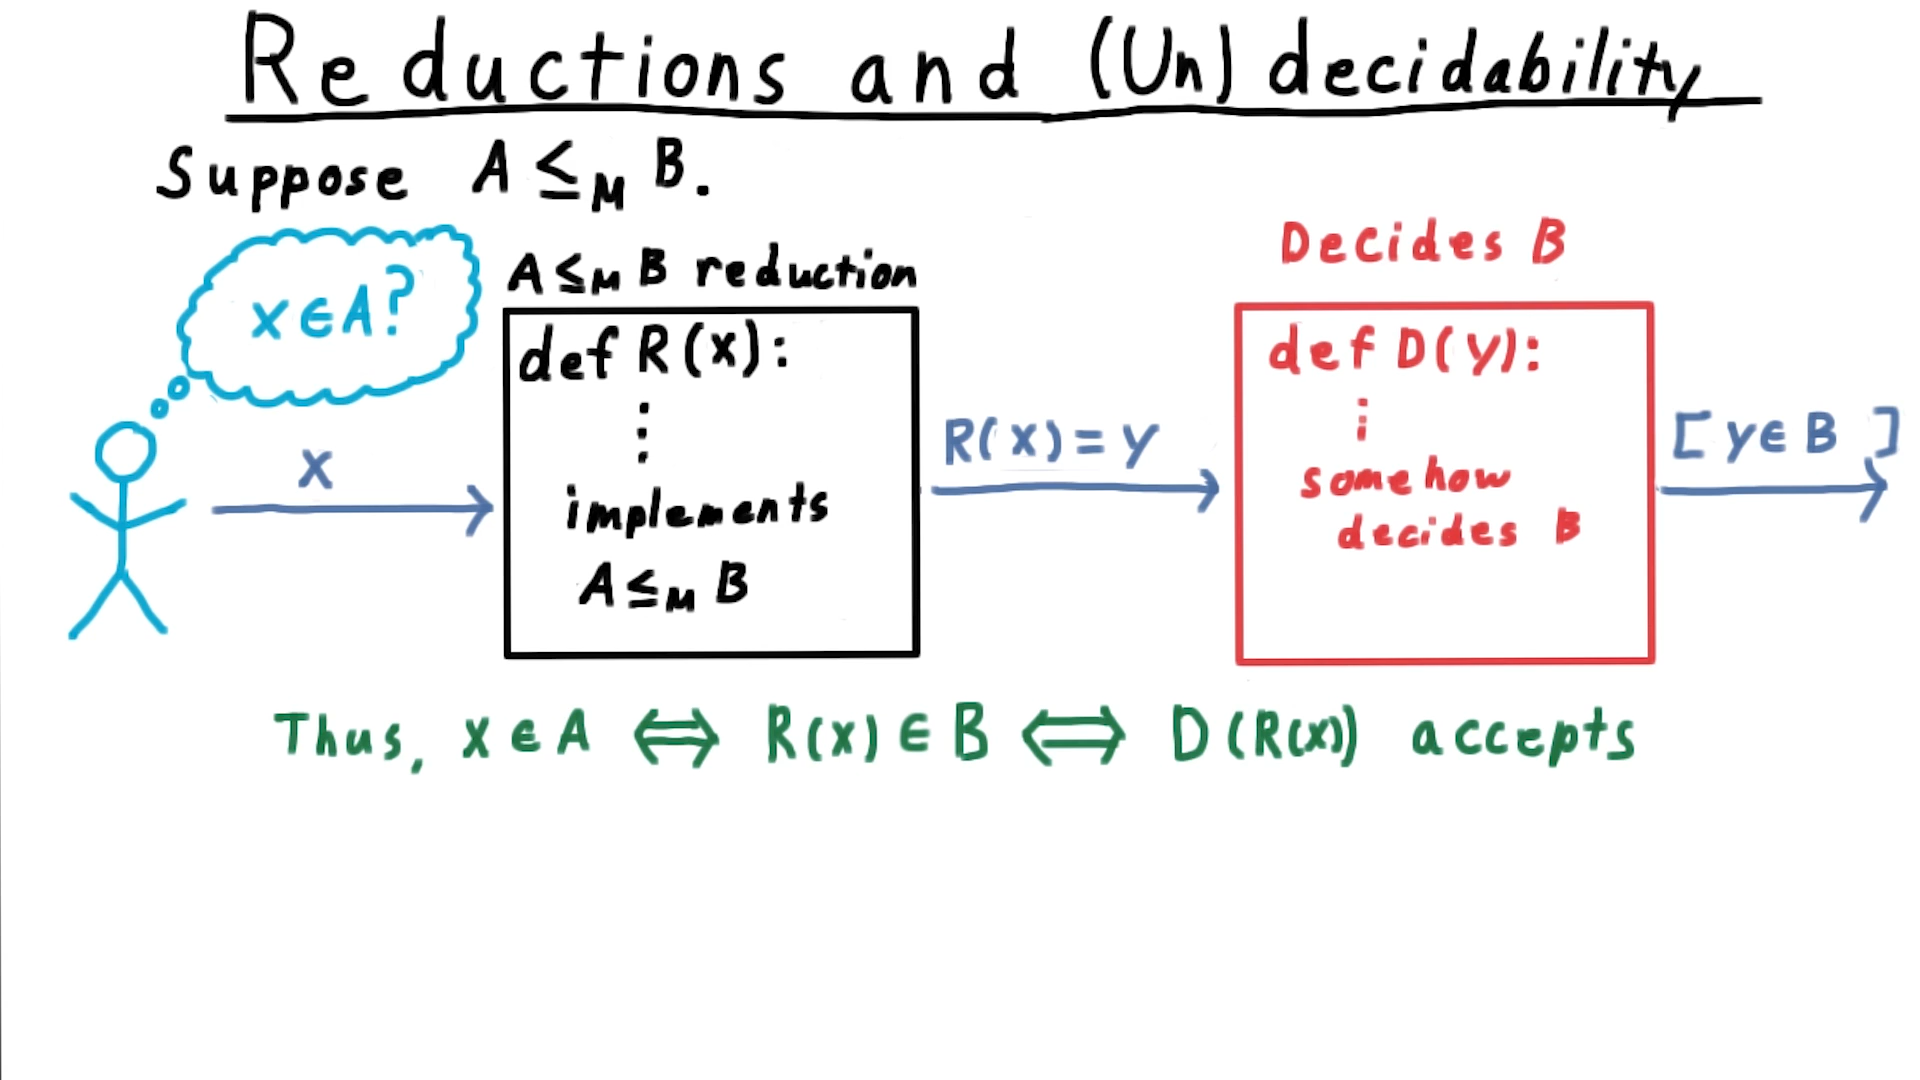 Reductions and (Un)decidability
Suppose A ≤M B.
x∈A?
A ≤M B reduction
def R(x):
⋮
implements
A ≤M B
x
R(x) = y
Decides B
def D(y):
⋮
somehow
decides B
[y∈B ]
Thus, x∈A ⟺ R(x)∈B ⟺ D(R(x)) accepts